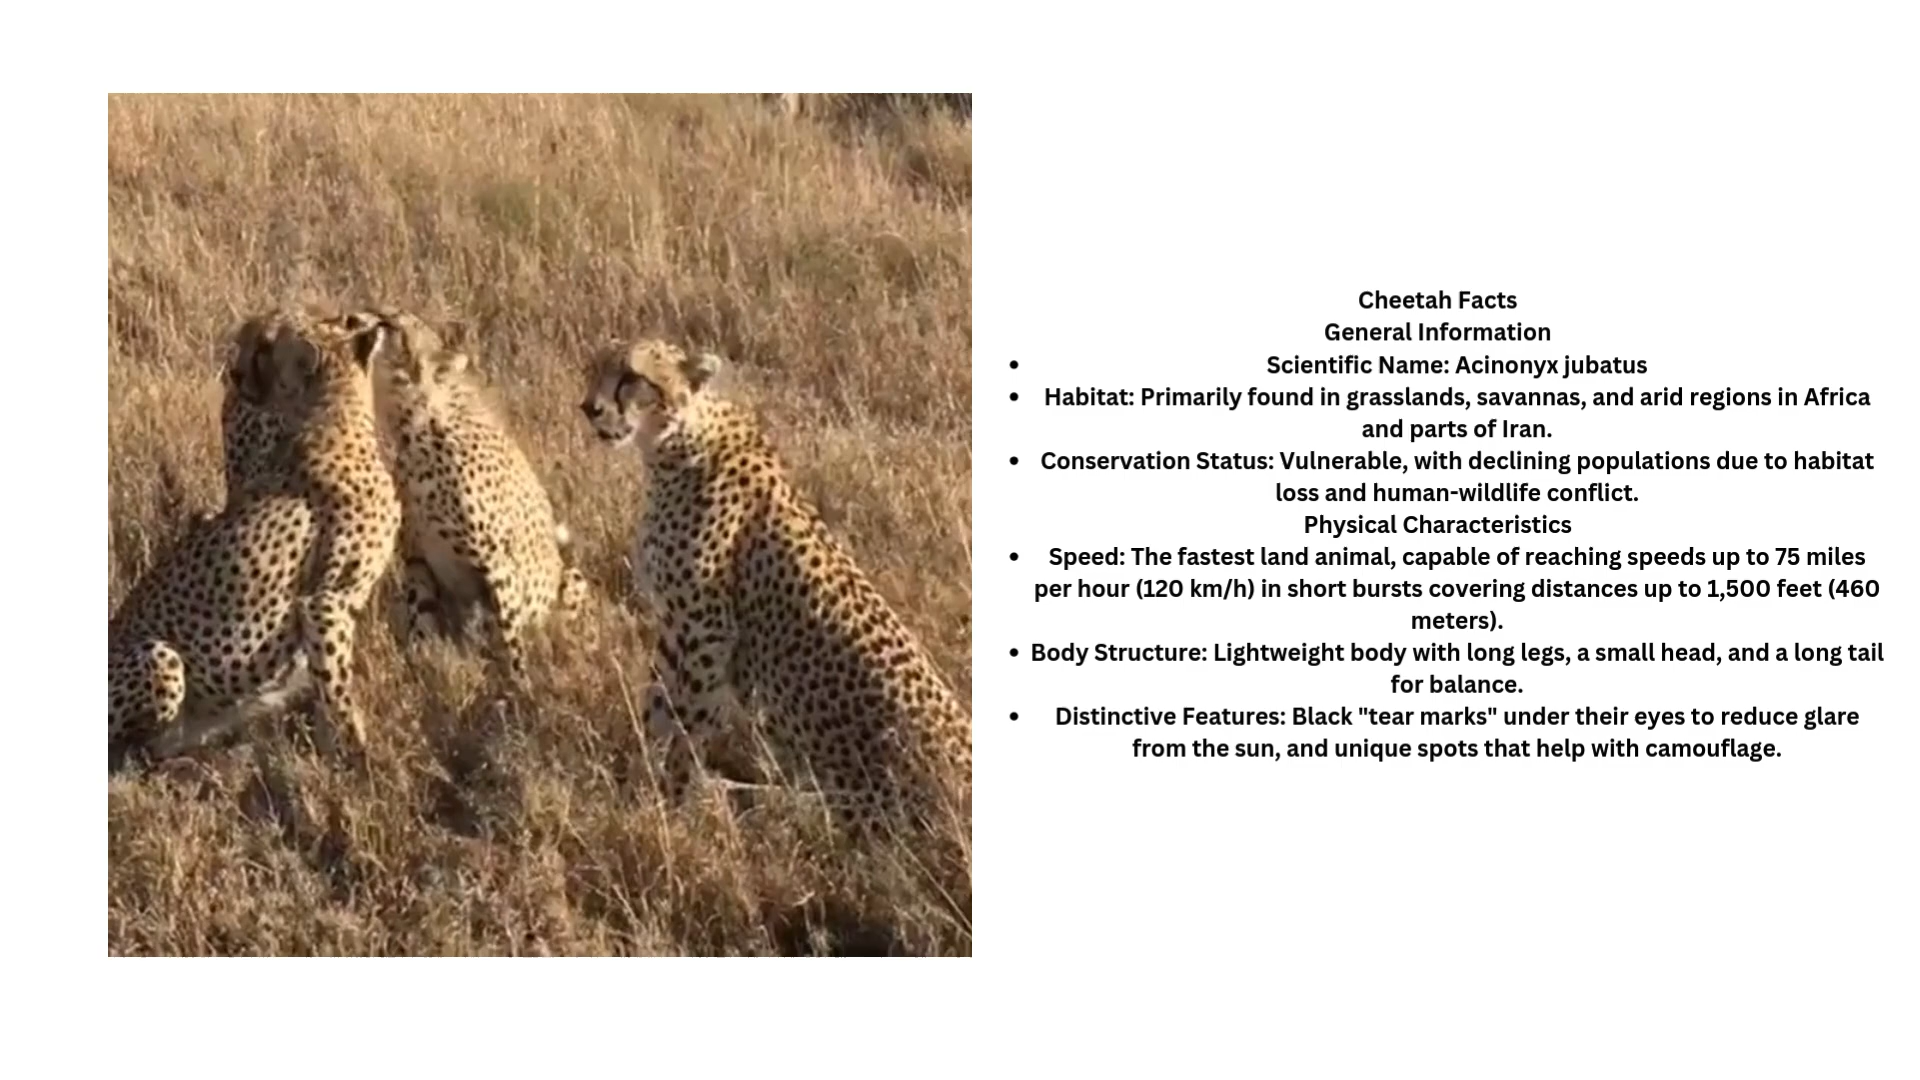 Cheetah Facts
General Information
• Scientific Name: Acinonyx jubatus
• Habitat: Primarily found in grasslands, savannas, and arid regions in Africa
and parts of Iran.
• Conservation Status: Vulnerable, with declining populations due to habitat
loss and human-wildlife conflict.
Physical Characteristics
• Speed: The fastest land animal, capable of reaching speeds up to 75 miles
per hour (120 km/h) in short bursts covering distances up to 1,500 feet (460
meters).
• Body Structure: Lightweight body with long legs, a small head, and a long tail
for balance.
• Distinctive Features: Black "tear marks" under their eyes to reduce glare
from the sun, and unique spots that help with camouflage.